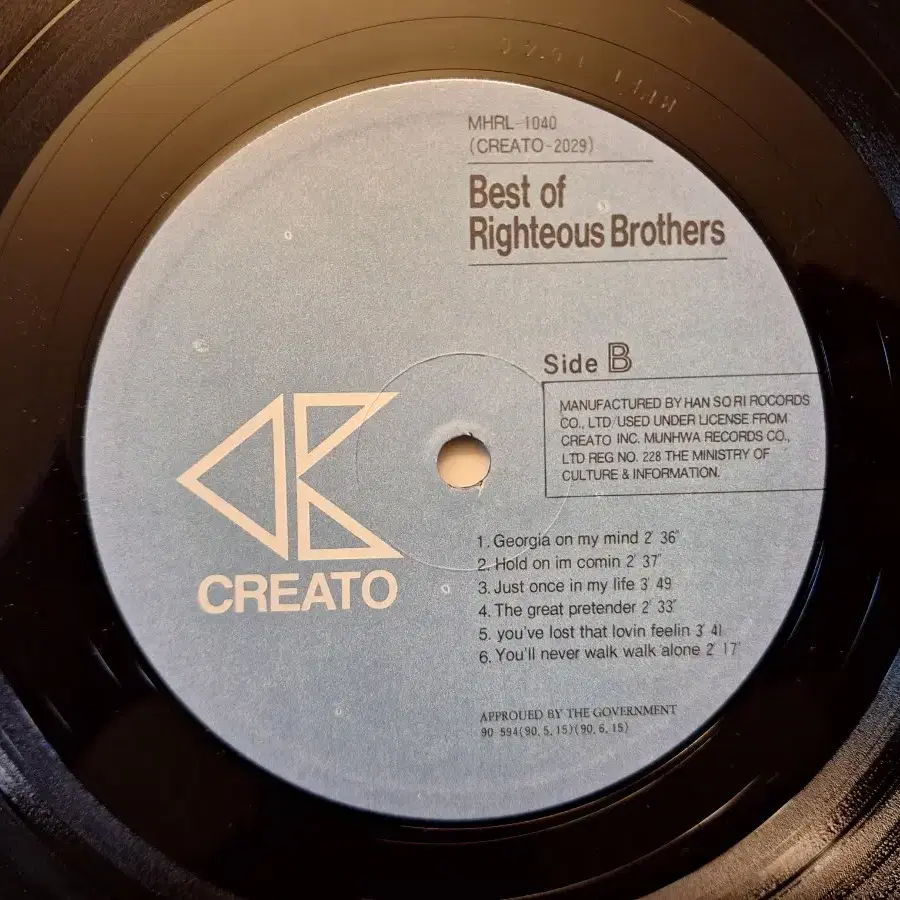 MHRL 1040
(CREATO-2029)
Best of
Righteous Brothers
Side B
MANUFACTURED BY HAN SO RI ROCORDS
CO., LTD/USED UNDER LICENSE FROM
CREATO INC. MUNHWA RECORDS CO.,
LTD REG NO. 228 THE MINISTRY OF
CULTURE & INFORMATION.
CREATO
1. Georgia on my mind 2' 36"
2. Hold on im comin 2' 37"
3. Just once in my life 3' 49
4. The great pretender 2' 33"
5. you've lost that lovin feelin 3' 41
6. You'll never walk walk alone 2' 17"
APPROUED BY THE GOVERNMENT
90 594(90. 5. 15)(90. 6. 15)